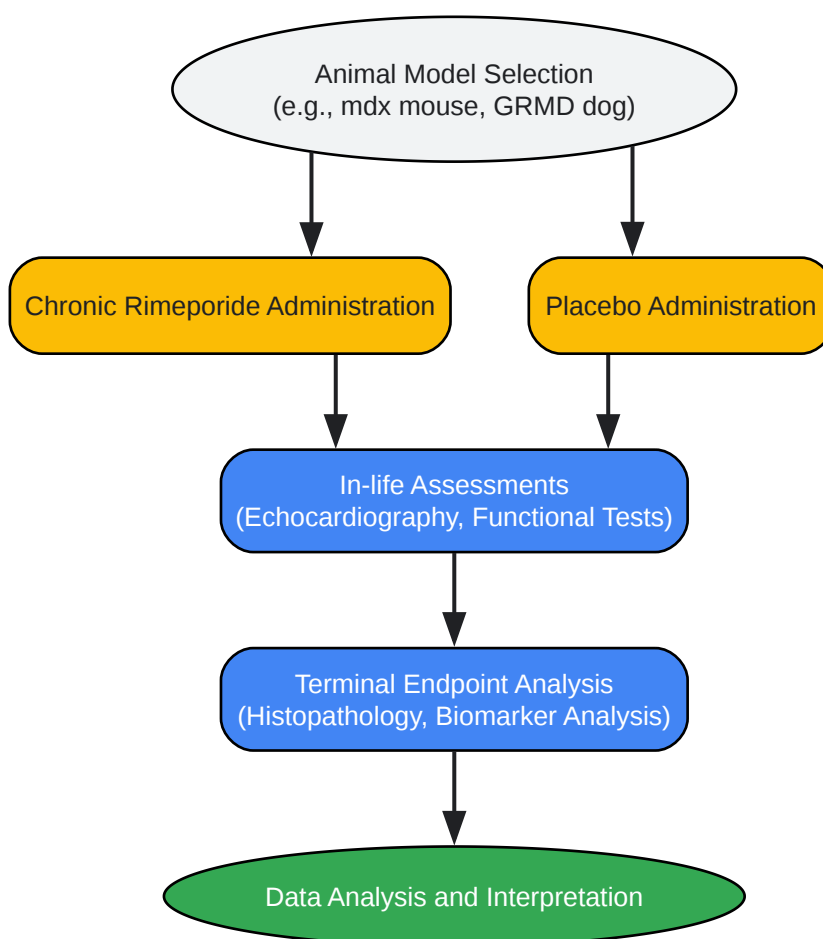 Animal Model Selection
(e.g., mdx mouse, GRMD dog)
Chronic Rimeporide Administration
Placebo Administration
In-life Assessments
(Echocardiography, Functional Tests)
Terminal Endpoint Analysis
(Histopathology, Biomarker Analysis)
Data Analysis and Interpretation